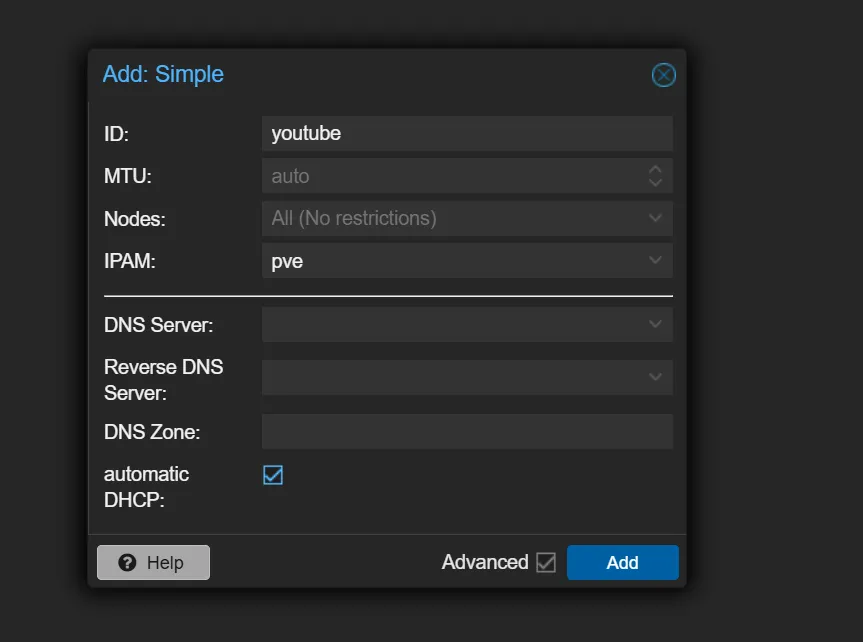 Add: Simple
ID: youtube
MTU: auto
Nodes: All (No restrictions)
IPAM: pve
DNS Server:
Reverse DNS
Server:
DNS Zone:
automatic
DHCP:
Help Advanced Add